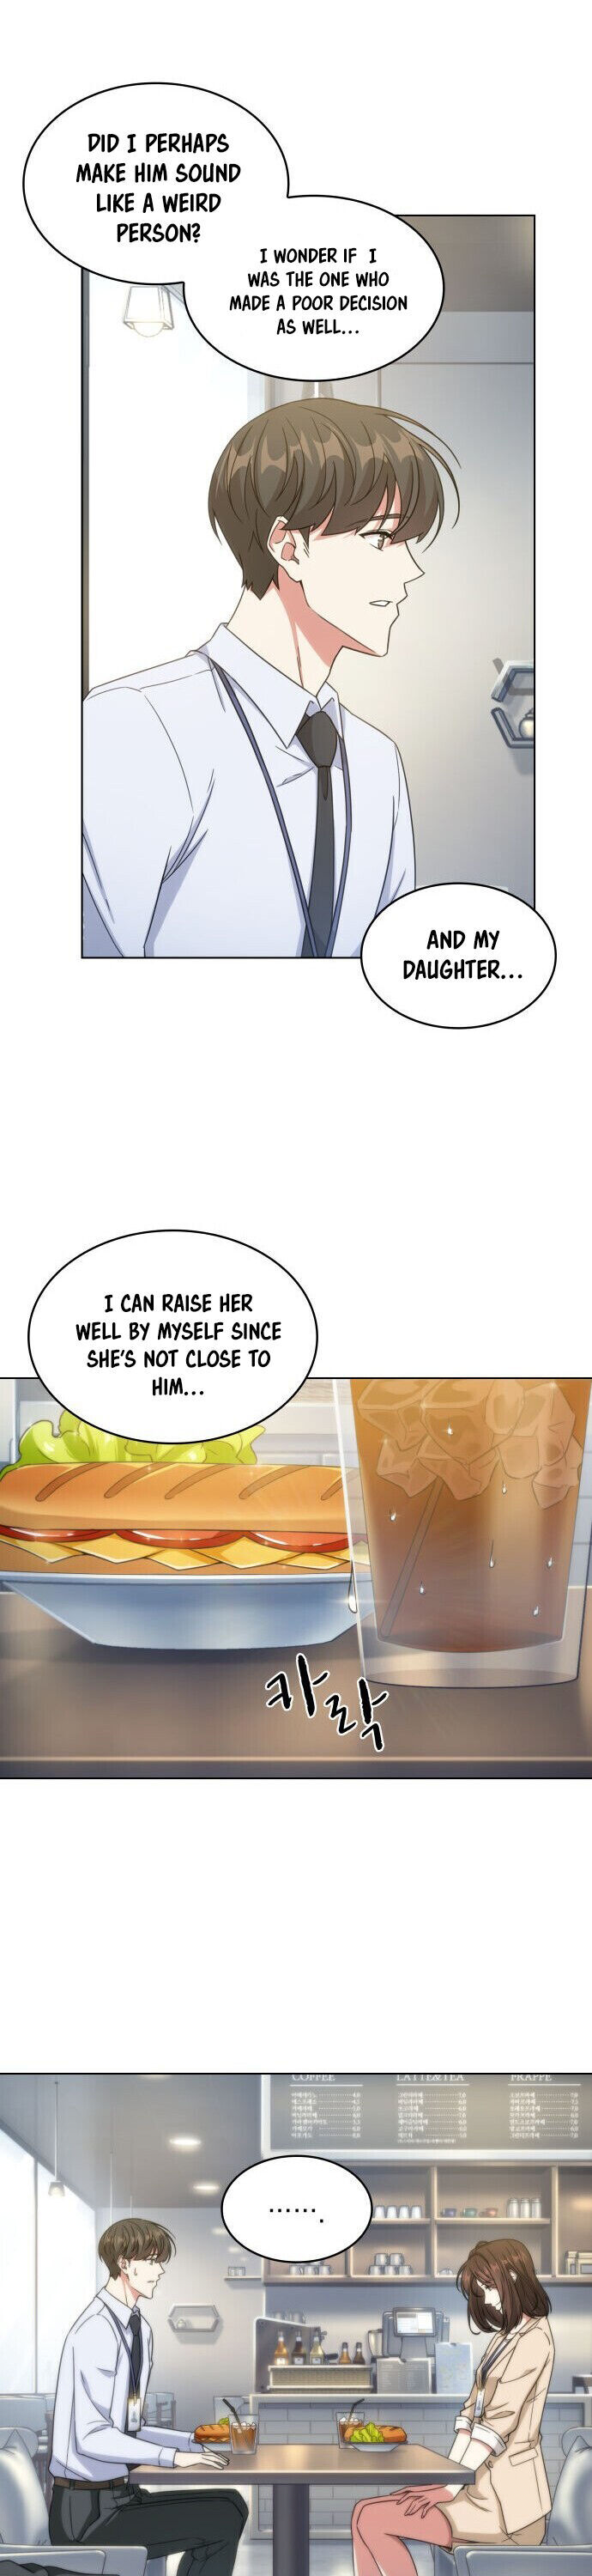 DID I PERHAPS
MAKE HIM SOUND
LIKE A WEIRD
PERSON?
I WONDER IF I
WAS THE ONE WHO
MADE A POOR DECISION
AS WELL...
AND MY
DAUGHTER...
I CAN RAISE HER
WELL BY MYSELF SINCE
SHE'S NOT CLOSE TO
HIM...
카락
COFFEE
LATTE&TEA
FRAPPE
.......